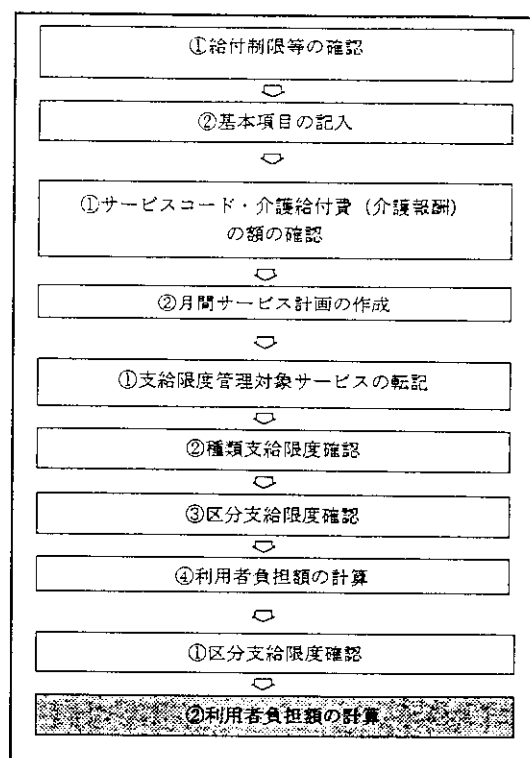 ①給付制限等の確認
②基本項目の記入
①サービスコード・介護給付費（介護報酬）
の額の確認
②月間サービス計画の作成
①支給限度管理対象サービスの転記
②種類支給限度確認
③区分支給限度確認
④利用者負担額の計算
①区分支給限度確認
②利用者負担額の計算